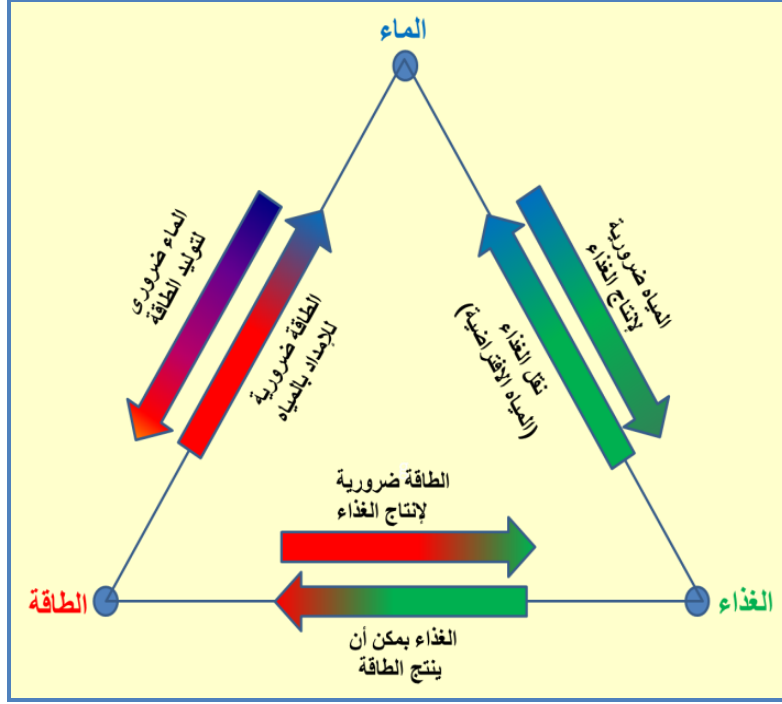 الماء
الماء ضرورى
لتوليد الطاقة
الطاقة ضرورية
للإمداد بالمياه
المياه ضرورية
لإنتاج الغذاء
نقل الغذاء
(المياه الافتراضية)
الطاقة ضرورية
لإنتاج الغذاء
الطاقة
الغذاء
الغذاء بمكن أن
ينتج الطاقة